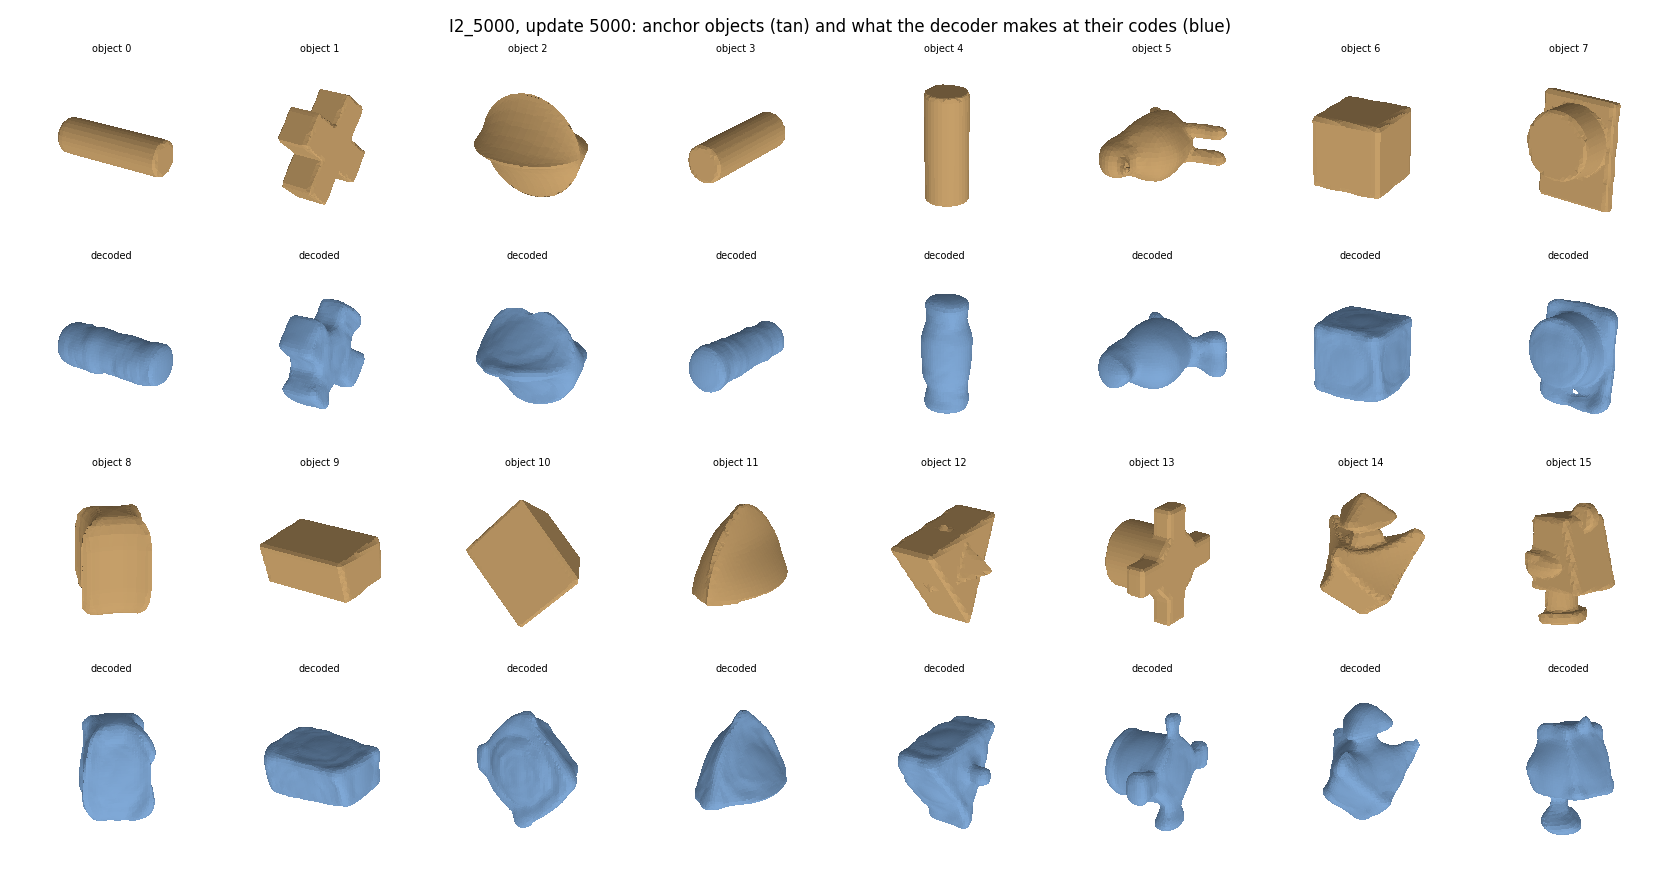 I2_5000, update 5000: anchor objects (tan) and what the decoder makes at their codes (blue)
object 0 object 1 object 2 object 3 object 4 object 5 object 6 object 7
decoded decoded decoded decoded decoded decoded decoded decoded
object 8 object 9 object 10 object 11 object 12 object 13 object 14 object 15
decoded decoded decoded decoded decoded decoded decoded decoded